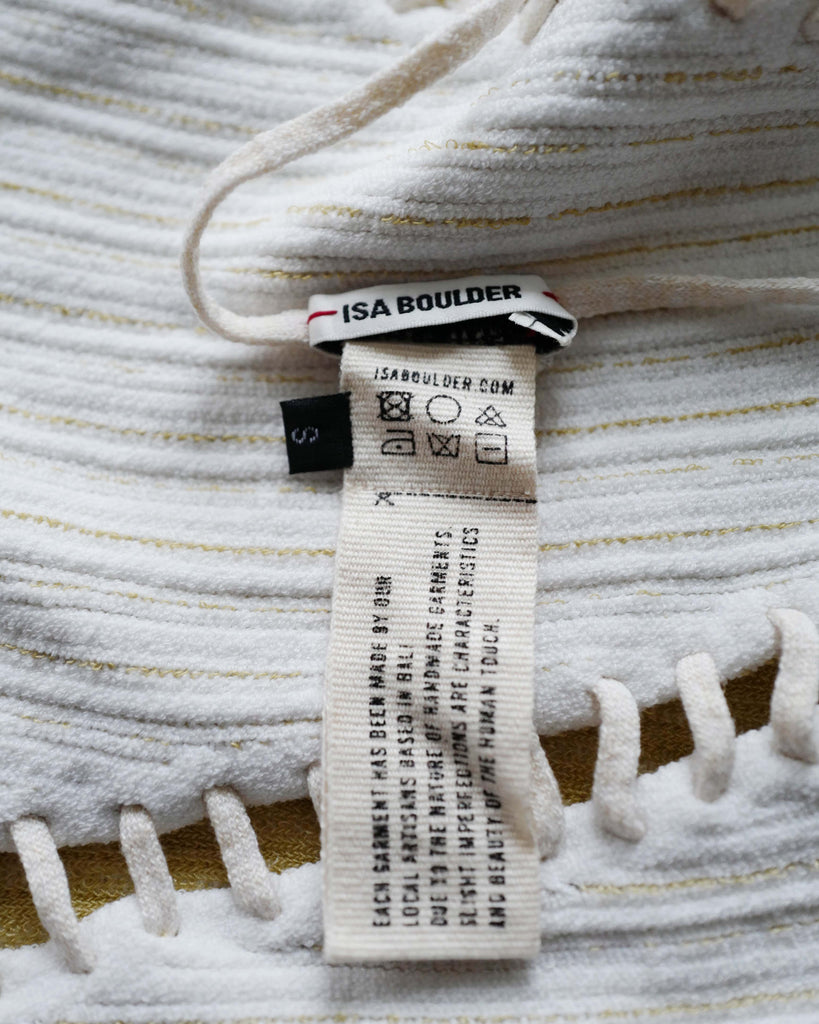 ISA BOULDER
ISABOULDER.COM
S
EACH GARMENT HAS BEEN MADE BY OUR
LOCAL ARTISANS BASED IN BALI
DUE TO THE NATURE OF HANDMADE GARMENTS,
SLIGHT IMPERFECTIONS ARE CHARACTERISTICS
AND BEAUTY OF THE HUMAN TOUCH.